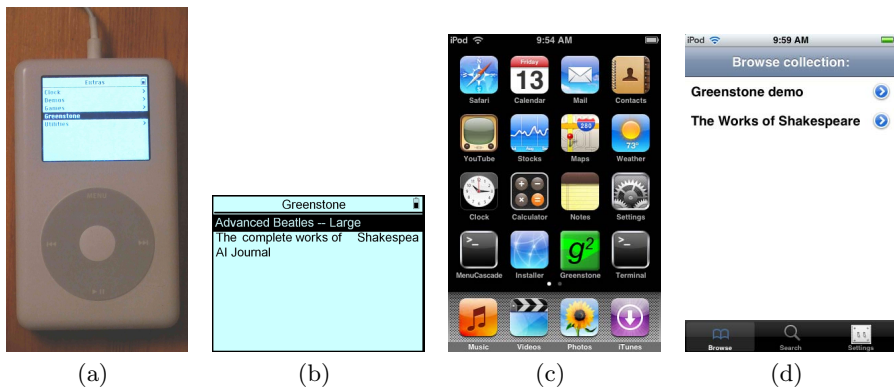 Extras
Clock
Demos
Games
Greenstone
Utilities
MENU
(a)
Greenstone
Advanced Beatles -- Large
The complete works of Shakespea
AI Journal
(b)
iPod 9:54 AM
Safari Calendar Mail Contacts
Friday
13
YouTube Stocks Maps Weather
280
73°
Clock Calculator Notes Settings
>_ g2 >_
MenuCascade Installer Greenstone Terminal
Music Videos Photos iTunes
(c)
iPod 9:59 AM
Browse collection:
Greenstone demo
The Works of Shakespeare
Browse Search Settings
(d)